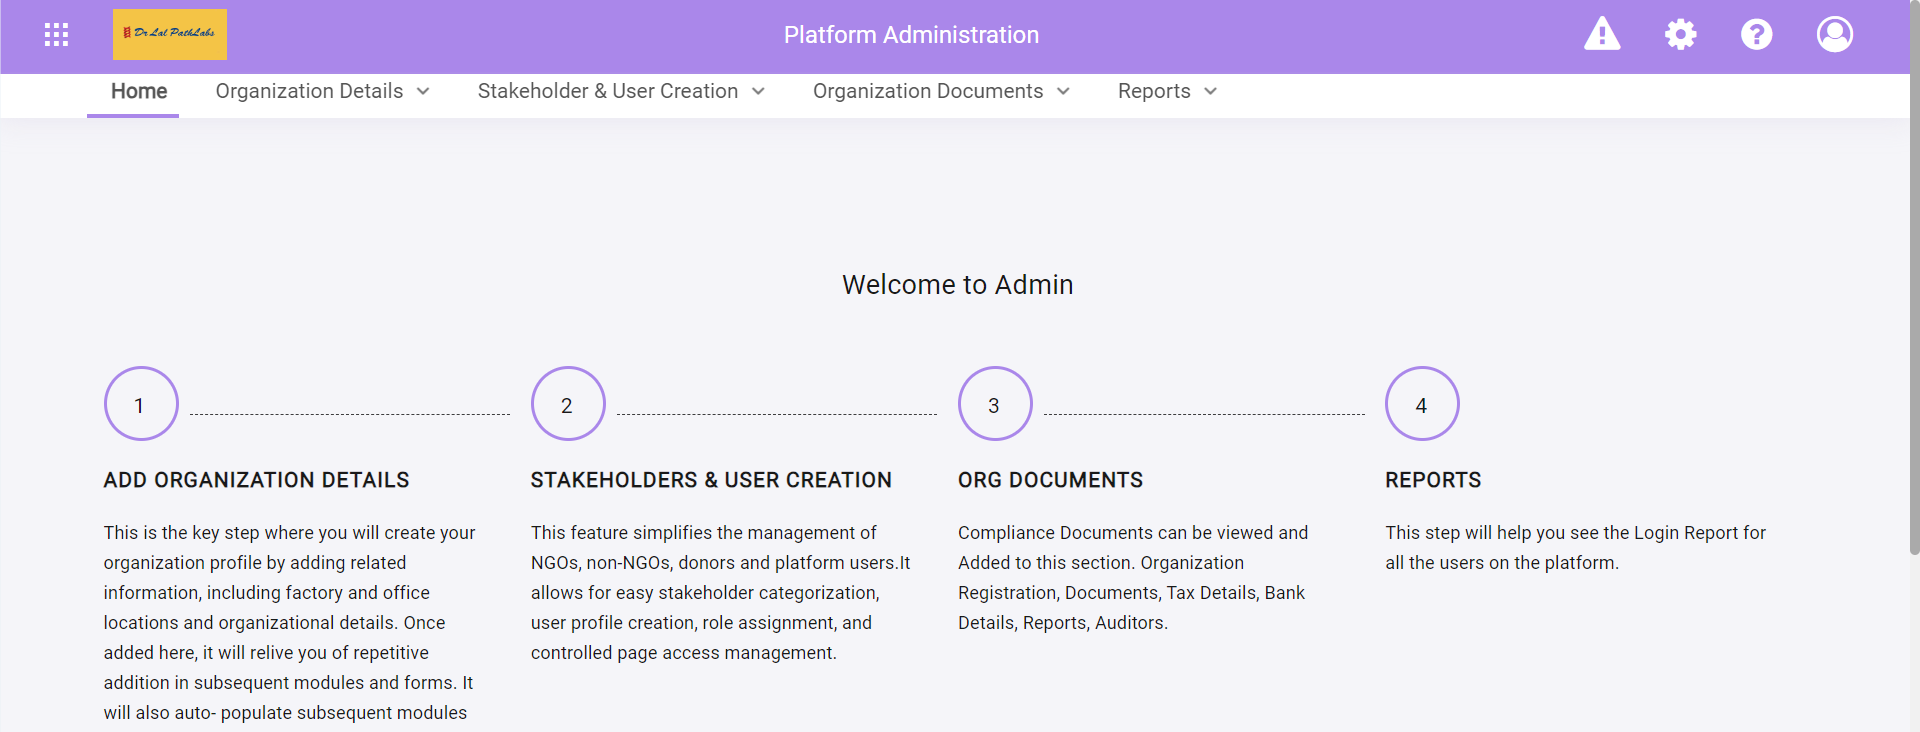 Dr Lal PathLabs
Platform Administration
Home
Organization Details
Stakeholder & User Creation
Organization Documents
Reports
Welcome to Admin
1
2
3
4
ADD ORGANIZATION DETAILS
This is the key step where you will create your
organization profile by adding related
information, including factory and office
locations and organizational details. Once
added here, it will relive you of repetitive
addition in subsequent modules and forms. It
will also auto- populate subsequent modules
STAKEHOLDERS & USER CREATION
This feature simplifies the management of
NGOs, non-NGOs, donors and platform users.It
allows for easy stakeholder categorization,
user profile creation, role assignment, and
controlled page access management.
ORG DOCUMENTS
Compliance Documents can be viewed and
Added to this section. Organization
Registration, Documents, Tax Details, Bank
Details, Reports, Auditors.
REPORTS
This step will help you see the Login Report for
all the users on the platform.